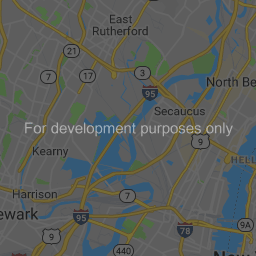 East
Rutherford
21
7
17
3
95
North Be
Secaucus
For development purposes only
9
Kearny
HELL
Harrison
7
ewark
95
9
9A
78
440
New